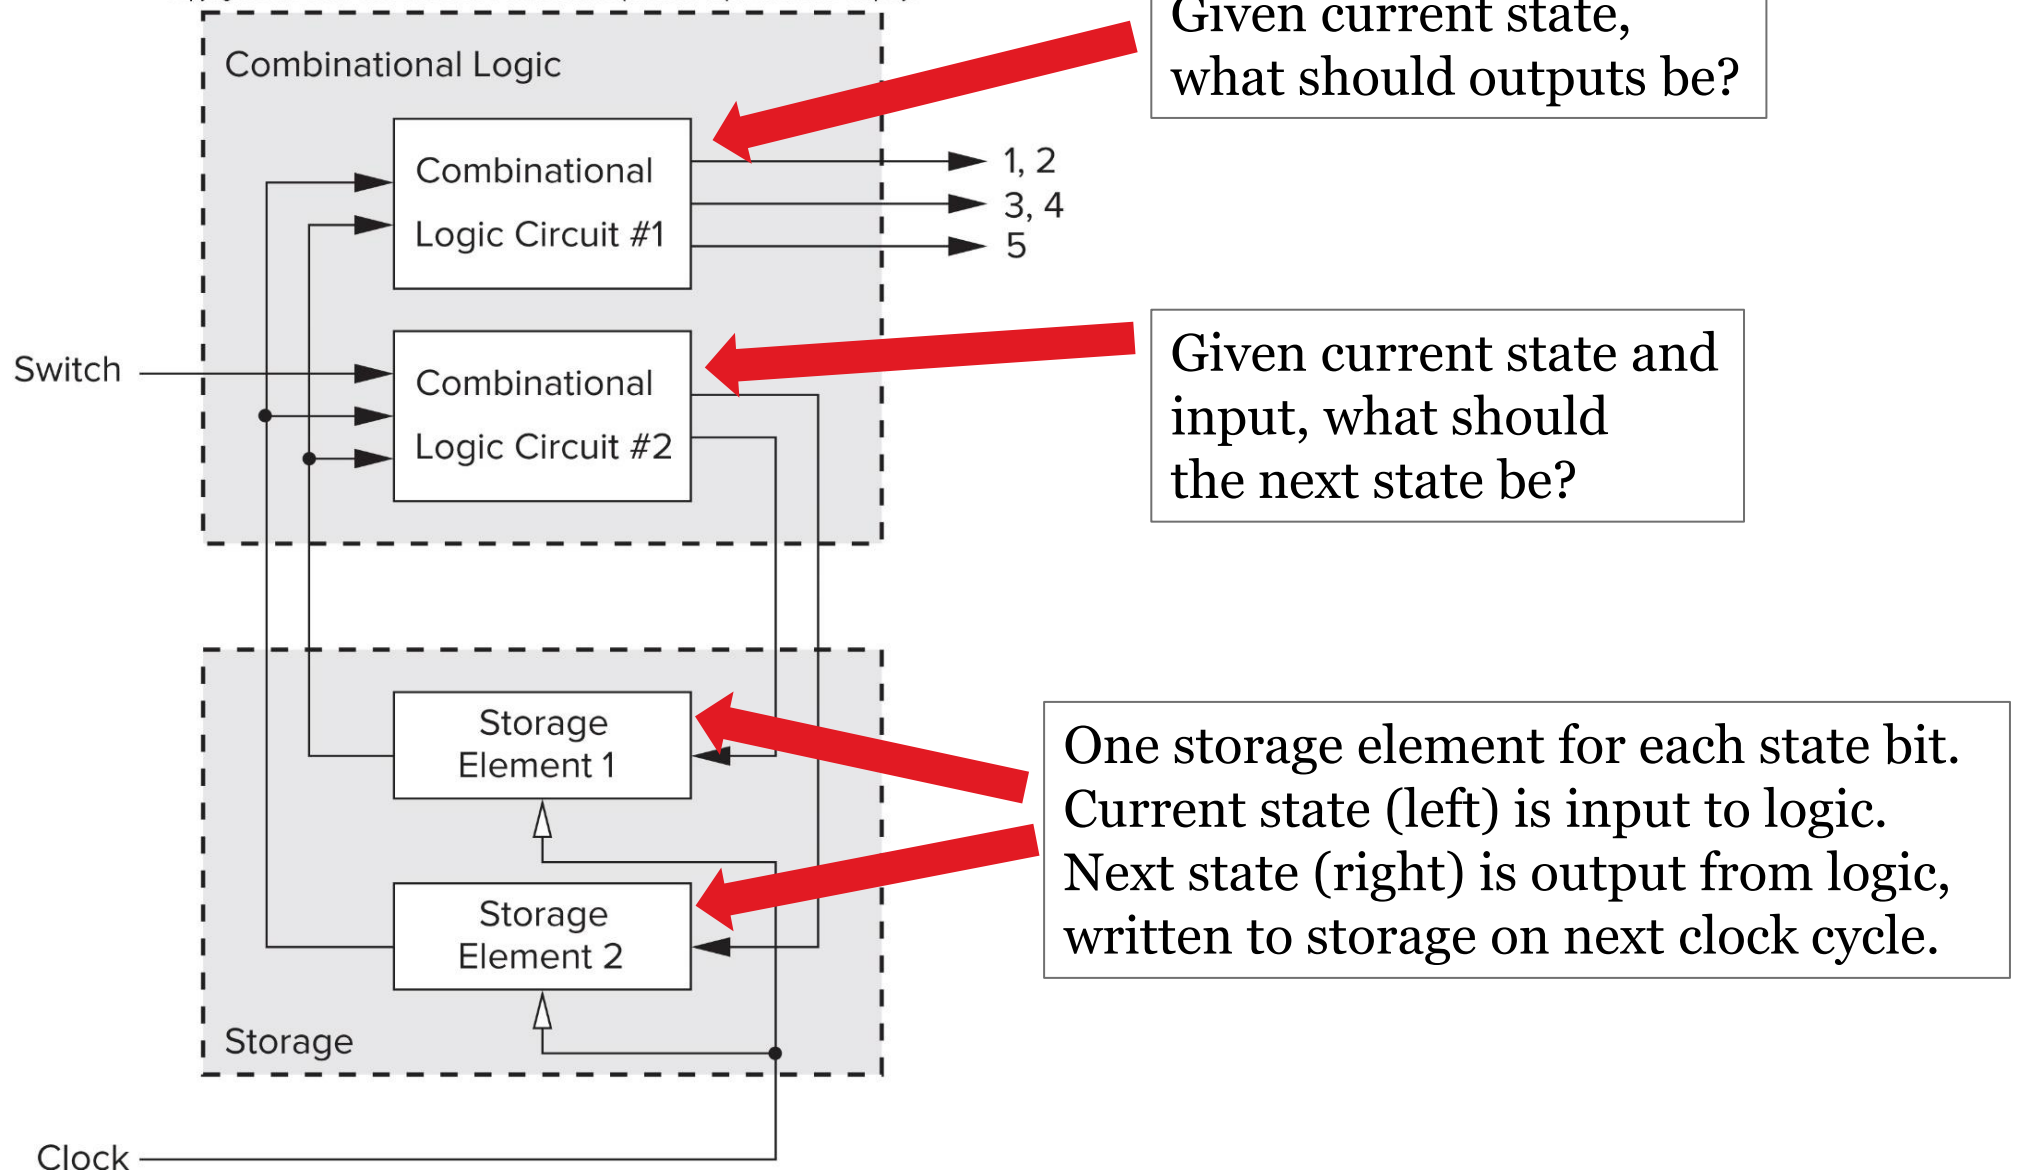 Given current state,
what should outputs be?
Combinational Logic
Combinational
Logic Circuit #1
1, 2
3, 4
5
Switch
Combinational
Logic Circuit #2
Given current state and
input, what should
the next state be?
Storage
Element 1
Storage
Element 2
One storage element for each state bit.
Current state (left) is input to logic.
Next state (right) is output from logic,
written to storage on next clock cycle.
Storage
Clock